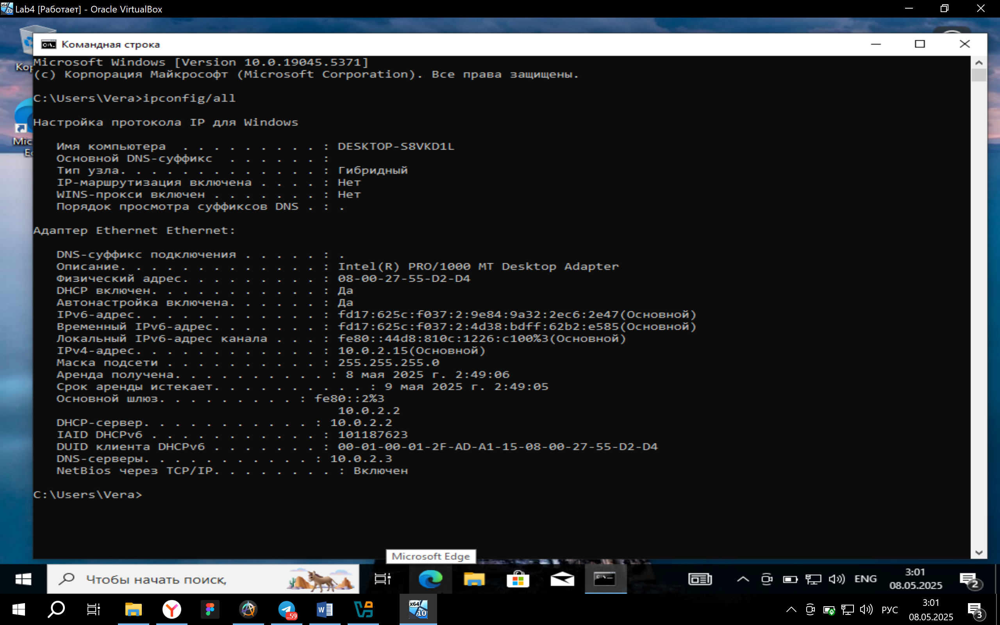 Lab4 [Работает] - Oracle VirtualBox
Командная строка
Microsoft Windows [Version 10.0.19045.5371]
(c) Корпорация Майкрософт (Microsoft Corporation). Все права защищены.
C:\Users\Vera>ipconfig/all
Настройка протокола IP для Windows
Имя компьютера  . . . . . . . . . : DESKTOP-S8VKD1L
Основной DNS-суффикс  . . . . . . :
Тип узла. . . . . . . . . . . . . : Гибридный
IP-маршрутизация включена . . . . : Нет
WINS-прокси включен . . . . . . . : Нет
Порядок просмотра суффиксов DNS . : .
Адаптер Ethernet Ethernet:
DNS-суффикс подключения . . . . . : .
Описание. . . . . . . . . . . . . : Intel(R) PRO/1000 MT Desktop Adapter
Физический адрес. . . . . . . . . : 08-00-27-55-D2-D4
DHCP включен. . . . . . . . . . . : Да
Автонастройка включена. . . . . . : Да
IPv6-адрес. . . . . . . . . . . . : fd17:625c:f037:2:9e84:9a32:2ec6:2e47(Основной)
Временный IPv6-адрес. . . . . . . : fd17:625c:f037:2:4d38:bdff:62b2:e585(Основной)
Локальный IPv6-адрес канала . . . : fe80::44d8:810c:1226:c100%3(Основной)
IPv4-адрес. . . . . . . . . . . . : 10.0.2.15(Основной)
Маска подсети . . . . . . . . . . : 255.255.255.0
Аренда получена. . . . . . . . . . : 8 мая 2025 г. 2:49:06
Срок аренды истекает. . . . . . . . . . : 9 мая 2025 г. 2:49:05
Основной шлюз. . . . . . . . . : fe80::2%3
10.0.2.2
DHCP-сервер. . . . . . . . . . . : 10.0.2.2
IAID DHCPv6 . . . . . . . . . . . : 101187623
DUID клиента DHCPv6 . . . . . . . : 00-01-00-01-2F-AD-A1-15-08-00-27-55-D2-D4
DNS-серверы. . . . . . . . . . . : 10.0.2.3
NetBios через TCP/IP. . . . . . . . : Включен
C:\Users\Vera>
Microsoft Edge
Чтобы начать поиск,
ENG
3:01
08.05.2025
2
..59
x64
10
РУС
3:01
08.05.2025
3